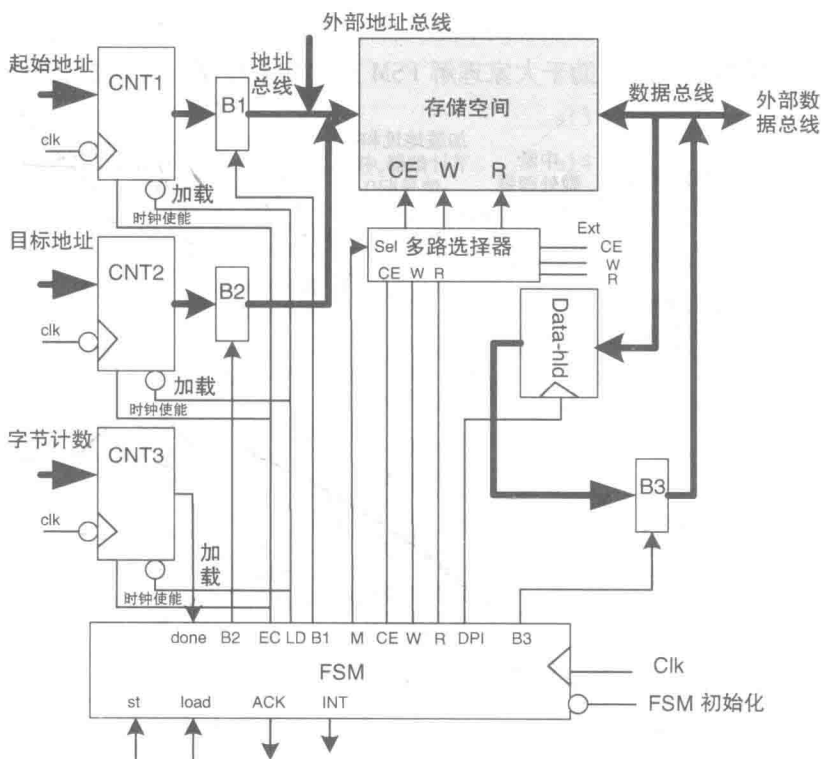 外部地址总线
起始地址
CNT1
clk
加载
时钟使能
B1
地址
总线
存储空间
CE W R
数据总线
外部数
据总线
目标地址
CNT2
clk
加载
时钟使能
B2
Sel 多路选择器
CE W R
Ext
CE
W
R
Data-hld
字节计数
CNT3
clk
加
载
时钟使能
B3
done B2 EC LD B1 M CE W R DPI B3
FSM
st load ACK INT
Clk
FSM 初始化